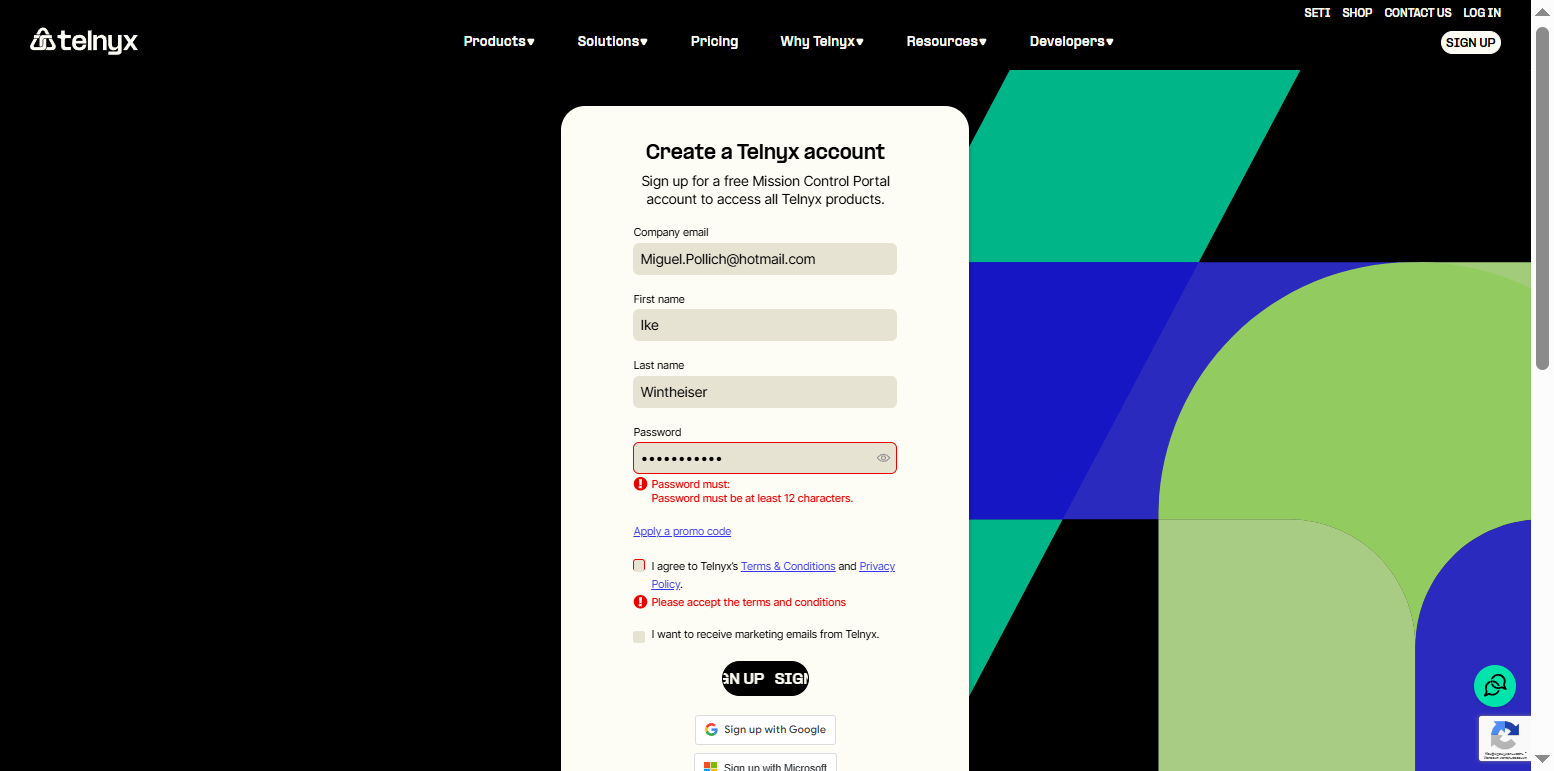 SETI SHOP CONTACT US LOG IN
telnyx
Products Solutions Pricing Why Telnyx Resources Developers
SIGN UP
Create a Telnyx account
Sign up for a free Mission Control Portal
account to access all Telnyx products.
Company email
Miguel.Pollich@hotmail.com
First name
Ike
Last name
Wintheiser
Password
Password must:
Password must be at least 12 characters.
Apply a promo code
I agree to Telnyx's Terms & Conditions and Privacy
Policy.
Please accept the terms and conditions
I want to receive marketing emails from Telnyx.
GN UP SIGN
Sign up with Google
Sign up with Microsoft